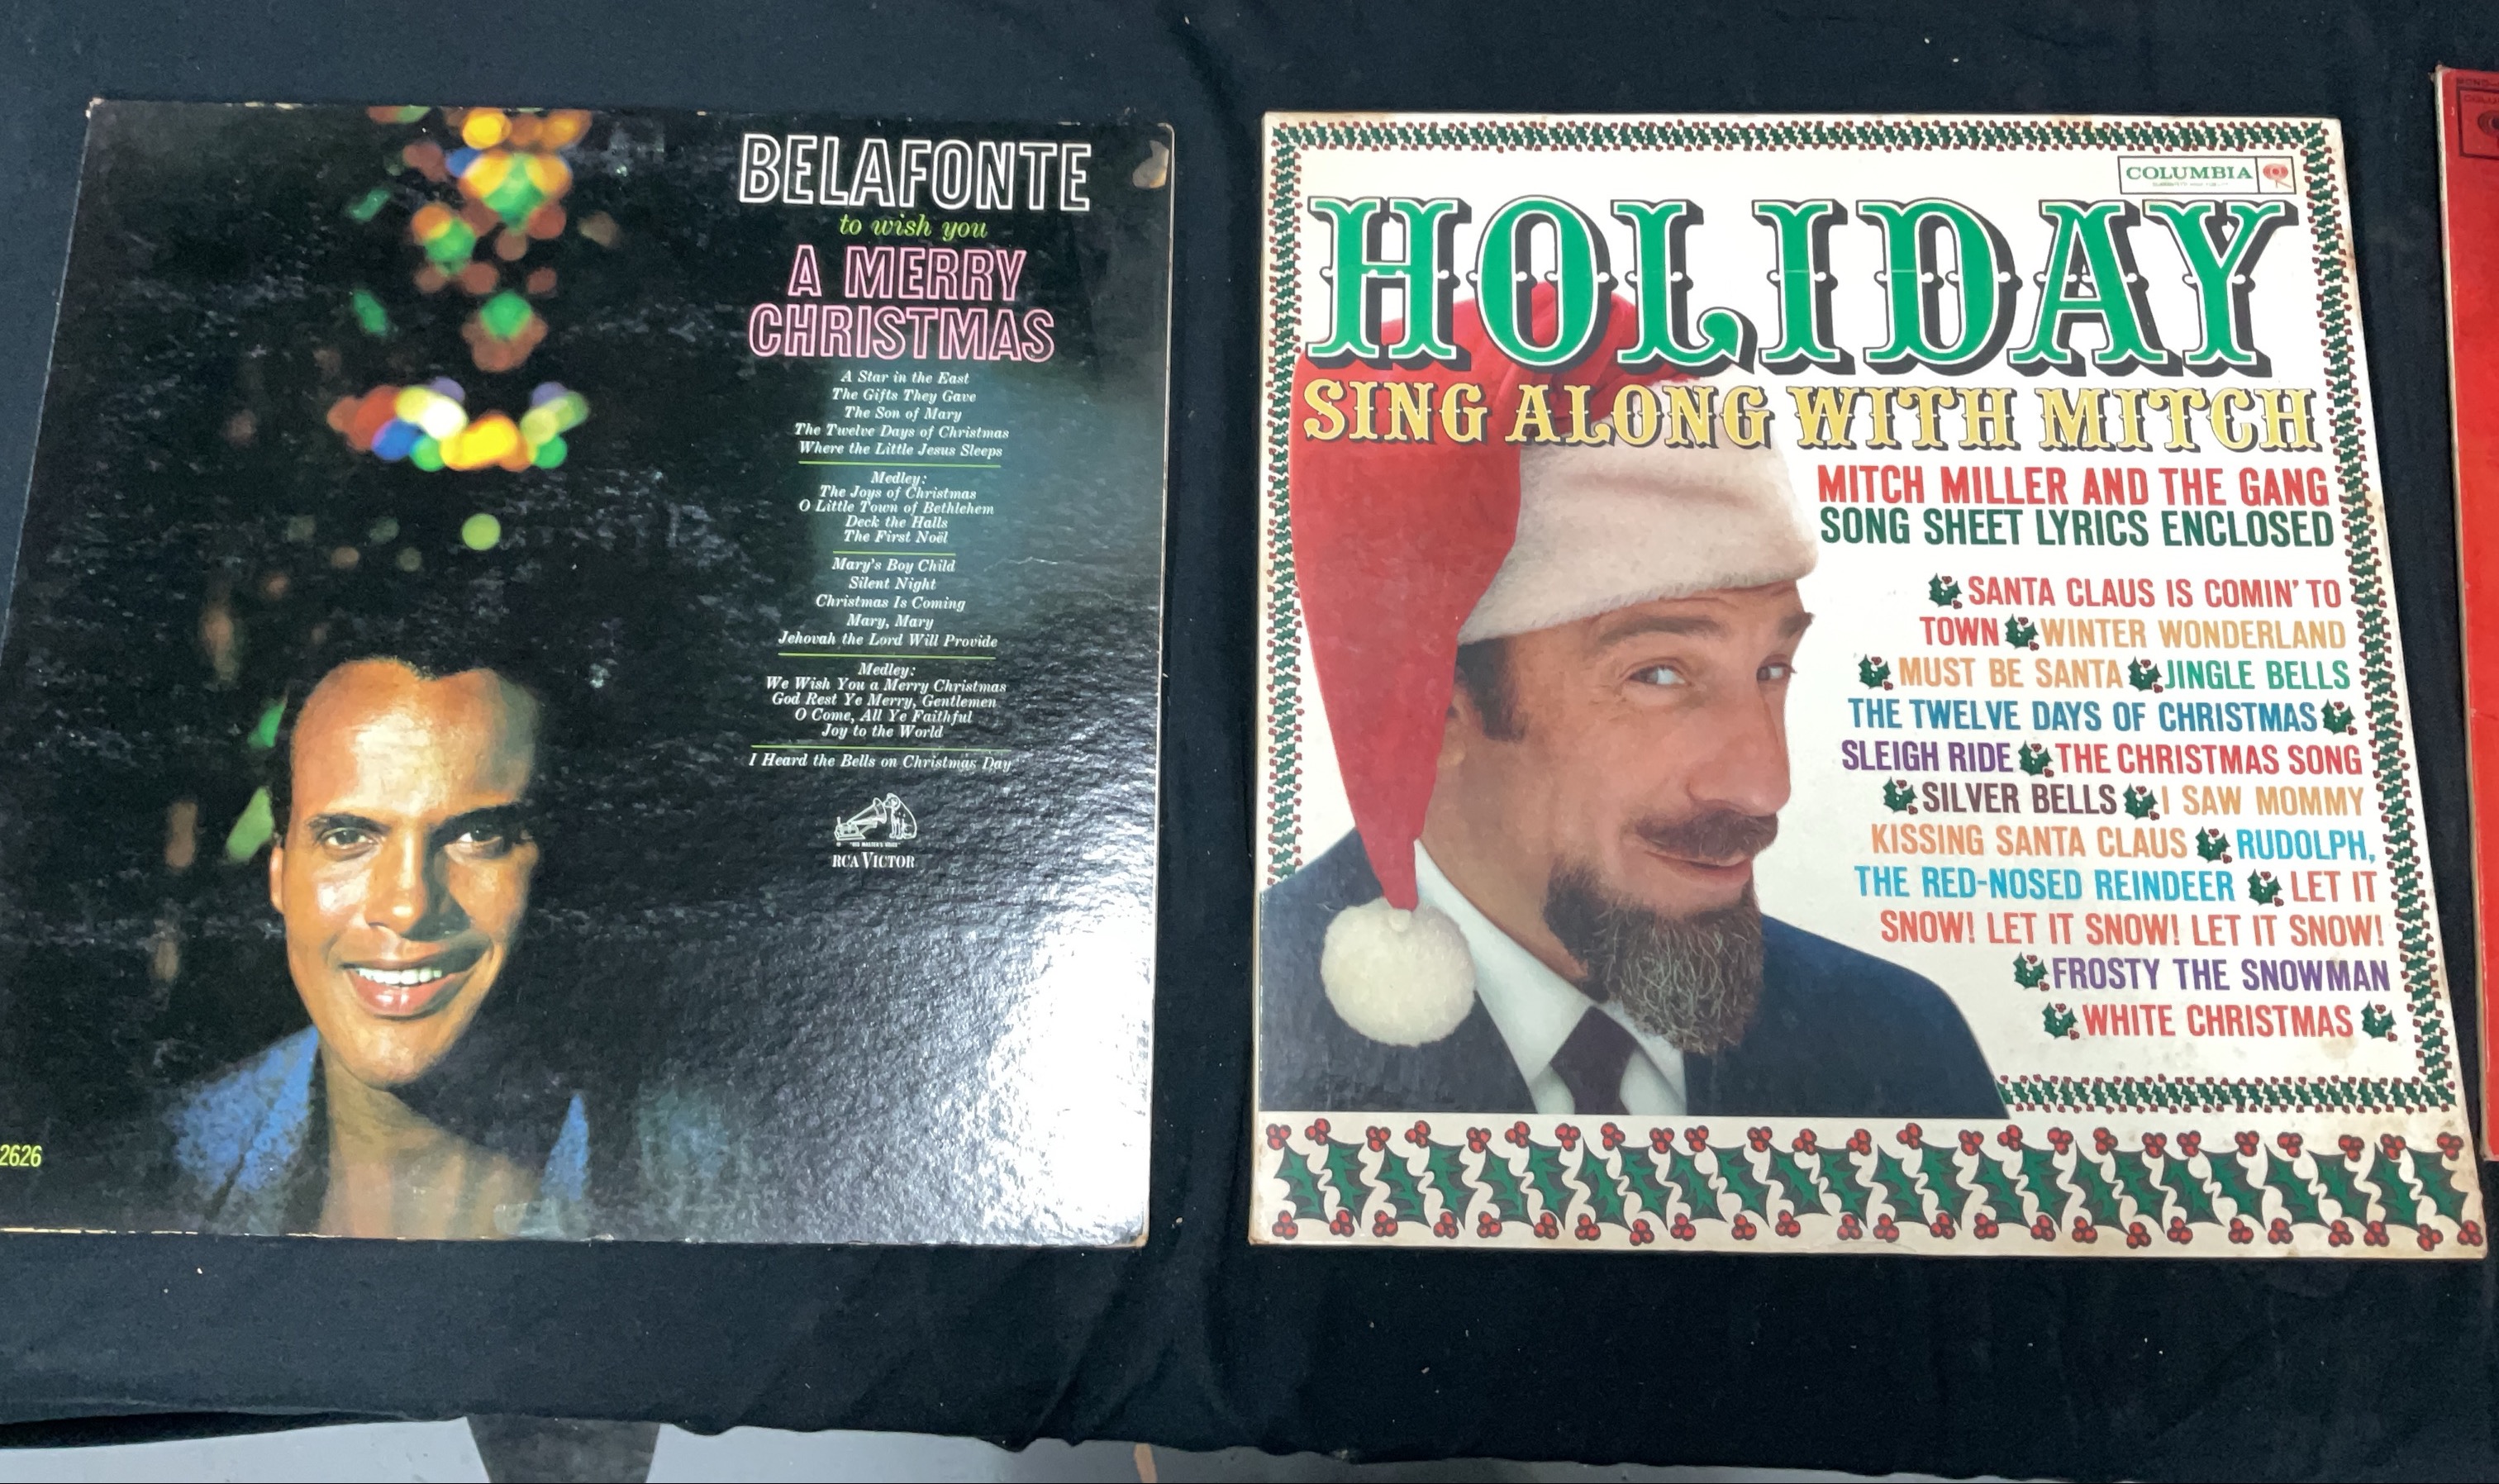 BELAFONTE
to wish you
A MERRY
CHRISTMAS
A Star in the East
The Gifts They Gave
The Son of Mary
The Twelve Days of Christmas
Where the Little Jesus Sleeps
Medley:
The Joys of Christmas
O Little Town of Bethlehem
Deck the Halls
The First Noël
Mary's Boy Child
Silent Night
Christmas Is Coming
Mary, Mary
Jehovah the Lord Will Provide
Medley:
We Wish You a Merry Christmas
God Rest Ye Merry, Gentlemen
O Come, All Ye Faithful
Joy to the World
I Heard the Bells on Christmas Day
"HIS MASTER'S VOICE"
RCA VICTOR
2626
COLUMBIA
HOLIDAY
SING ALONG WITH MITCH
MITCH MILLER AND THE GANG
SONG SHEET LYRICS ENCLOSED
SANTA CLAUS IS COMIN' TO
TOWN WINTER WONDERLAND
MUST BE SANTA JINGLE BELLS
THE TWELVE DAYS OF CHRISTMAS
SLEIGH RIDE THE CHRISTMAS SONG
SILVER BELLS I SAW MOMMY
KISSING SANTA CLAUS RUDOLPH,
THE RED-NOSED REINDEER LET IT
SNOW! LET IT SNOW! LET IT SNOW!
FROSTY THE SNOWMAN
WHITE CHRISTMAS